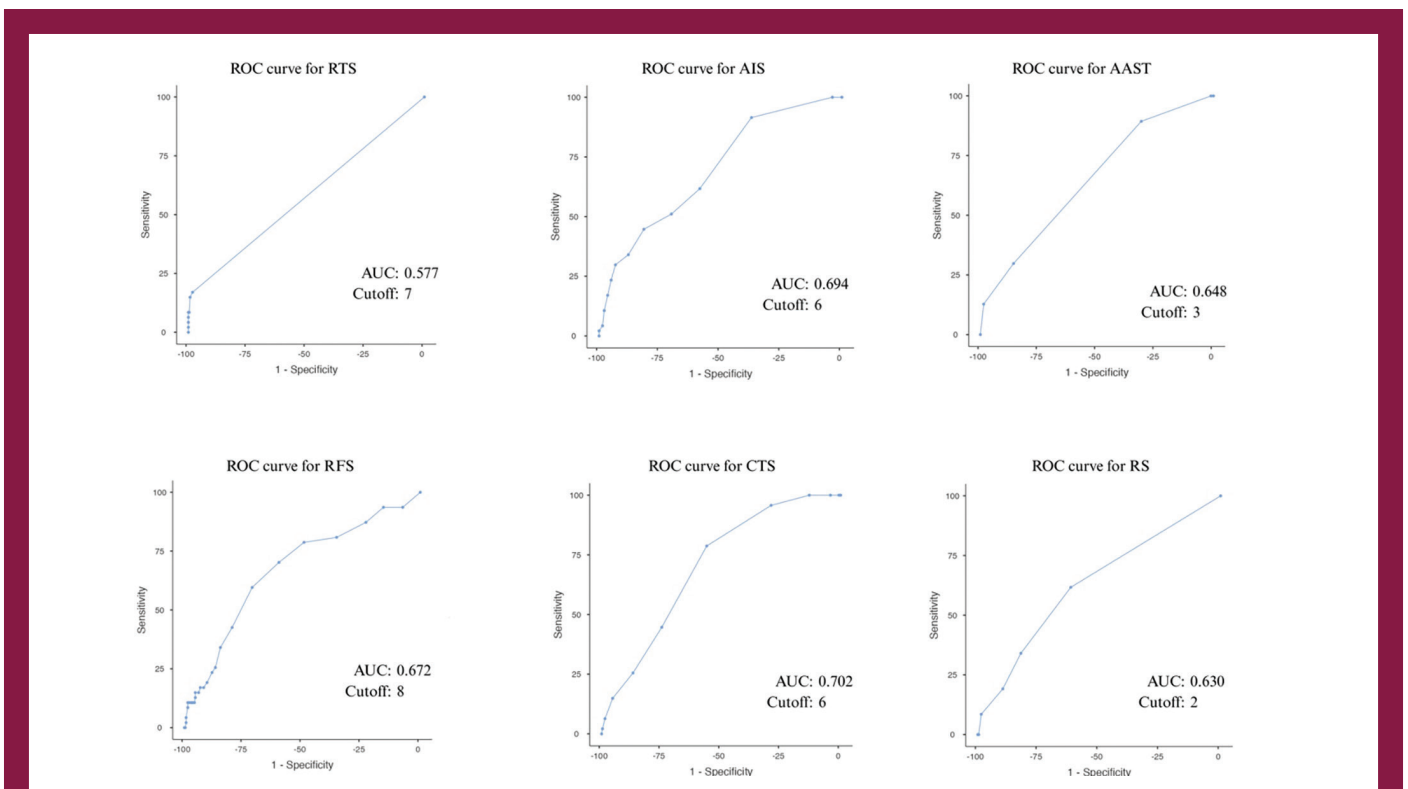 ROC curve for RTS
100
75
50
25
0
Sensitivity
-100 -75 -50 -25 0
1 - Specificity
AUC: 0.577
Cutoff: 7
ROC curve for AIS
100
75
50
25
0
Sensitivity
-100 -75 -50 -25 0
1 - Specificity
AUC: 0.694
Cutoff: 6
ROC curve for AAST
100
75
50
25
0
Sensitivity
-100 -75 -50 -25 0
1 - Specificity
AUC: 0.648
Cutoff: 3
ROC curve for RFS
100
75
50
25
0
Sensitivity
-100 -75 -50 -25 0
1 - Specificity
AUC: 0.672
Cutoff: 8
ROC curve for CTS
100
75
50
25
0
Sensitivity
-100 -75 -50 -25 0
1 - Specificity
AUC: 0.702
Cutoff: 6
ROC curve for RS
100
75
50
25
0
Sensitivity
-100 -75 -50 -25 0
1 - Specificity
AUC: 0.630
Cutoff: 2